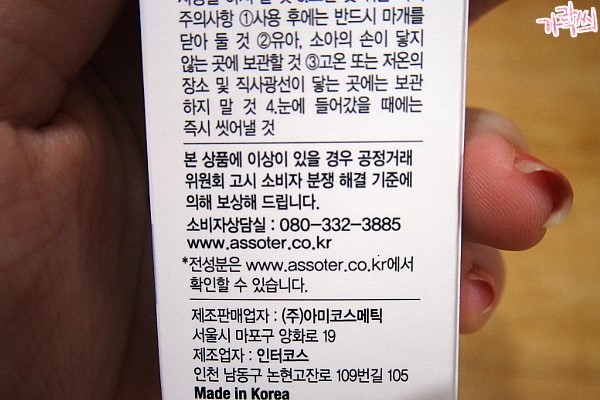 가락씨
주의사항 ①사용 후에는 반드시 마개를
닫아 둘 것 ②유아, 소아의 손이 닿지
않는 곳에 보관할 것 ③고온 또는 저온의
장소 및 직사광선이 닿는 곳에는 보관
하지 말 것 4.눈에 들어갔을 때에는
즉시 씻어낼 것
본 상품에 이상이 있을 경우 공정거래
위원회 고시 소비자 분쟁 해결 기준에
의해 보상해 드립니다.
소비자상담실 : 080-332-3885
www.assoter.co.kr
*전성분은 www.assoter.co.kr에서
확인할 수 있습니다.
제조판매업자 : (주)아미코스메틱
서울시 마포구 양화로 19
제조업자 : 인터코스
인천 남동구 논현고잔로 109번길 105
Made in Korea